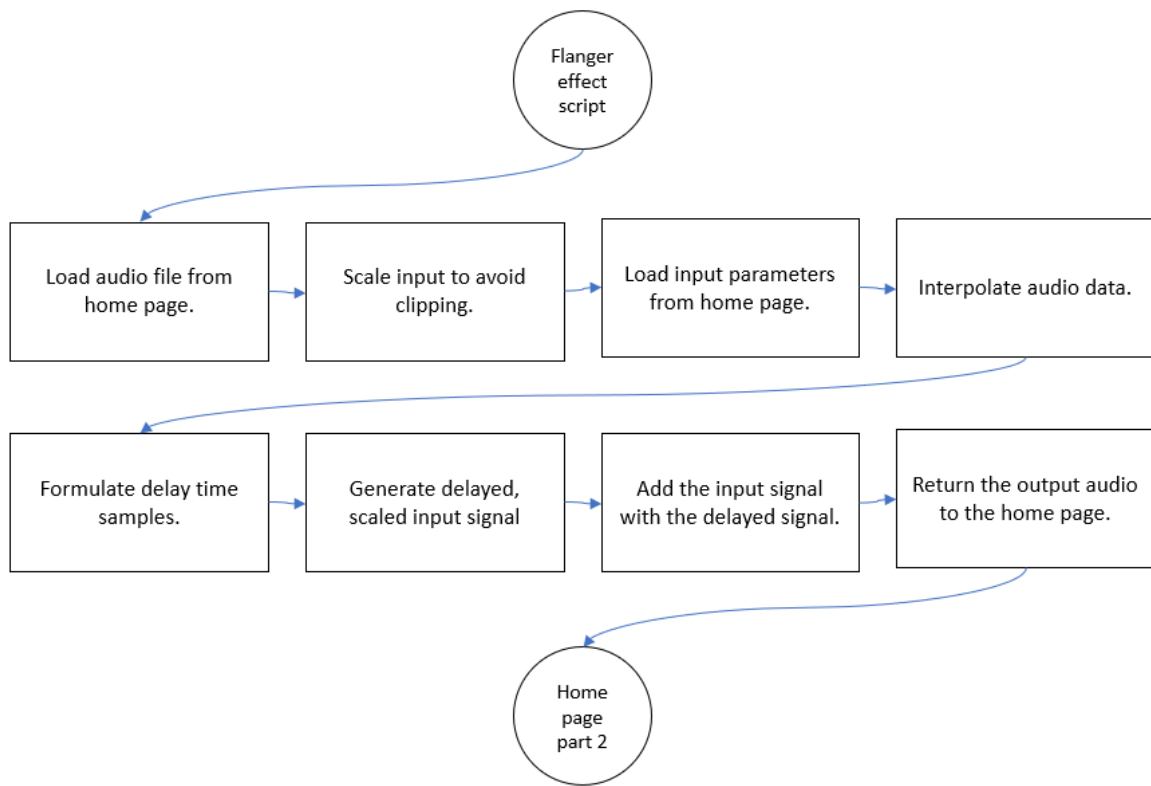 Flanger
effect
script
Load audio file from
home page.
Scale input to avoid
clipping.
Load input parameters
from home page.
Interpolate audio data.
Formulate delay time
samples.
Generate delayed,
scaled input signal
Add the input signal
with the delayed signal.
Return the output audio
to the home page.
Home
page
part 2